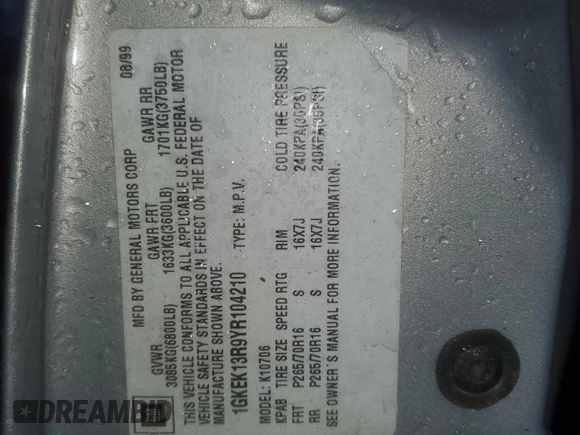 MFD BY GENERAL MOTORS CORP 08/99
GVWR GAWR FRT GAWR RR
3085KG(6800LB) 1633KG(3600LB) 1701KG(3750LB)
THIS VEHICLE CONFORMS TO ALL APPLICABLE U.S. FEDERAL MOTOR
VEHICLE SAFETY STANDARDS IN EFFECT ON THE DATE OF
MANUFACTURE SHOWN ABOVE.
1GKEK13R9YR104210 TYPE: M.P.V.
MODEL: K10706
KPAB TIRE SIZE SPEED RTG RIM COLD TIRE PRESSURE
FRT P265/70R16 S 16X7J 240KPA(35PSI)
RR P265/70R16 S 16X7J 240KPA(35PSI)
SEE OWNER'S MANUAL FOR MORE INFORMATION.
GM
DREAMBID